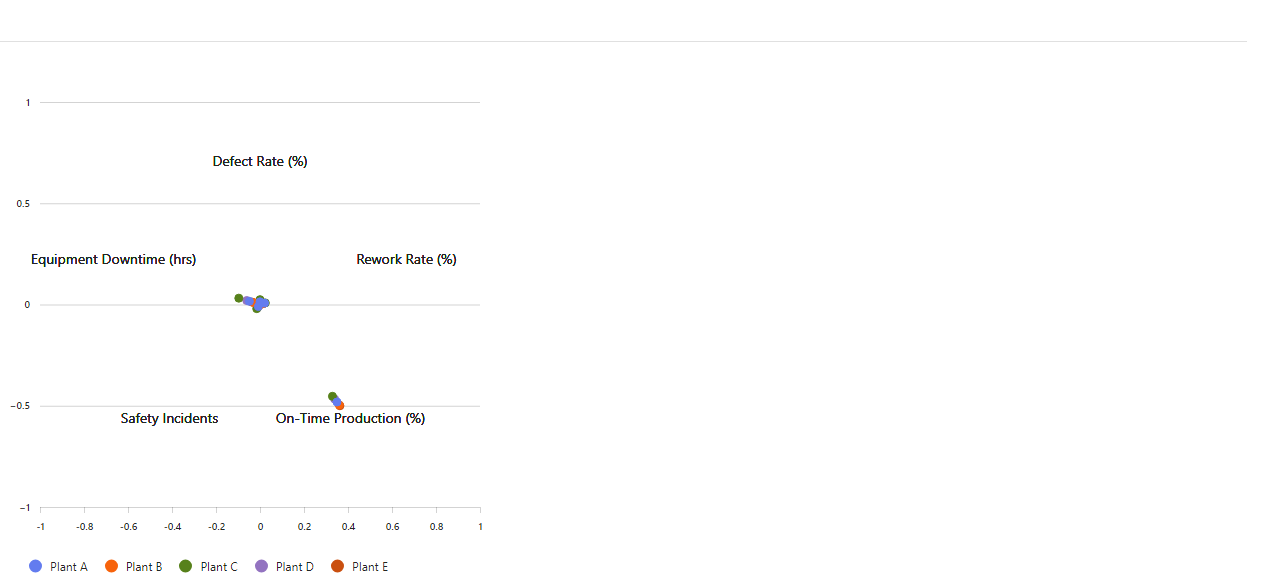 1
Defect Rate (%)
0.5
Equipment Downtime (hrs) Rework Rate (%)
0
−0.5
Safety Incidents On-Time Production (%)
−1
-1 -0.8 -0.6 -0.4 -0.2 0 0.2 0.4 0.6 0.8 1
Plant A Plant B Plant C Plant D Plant E